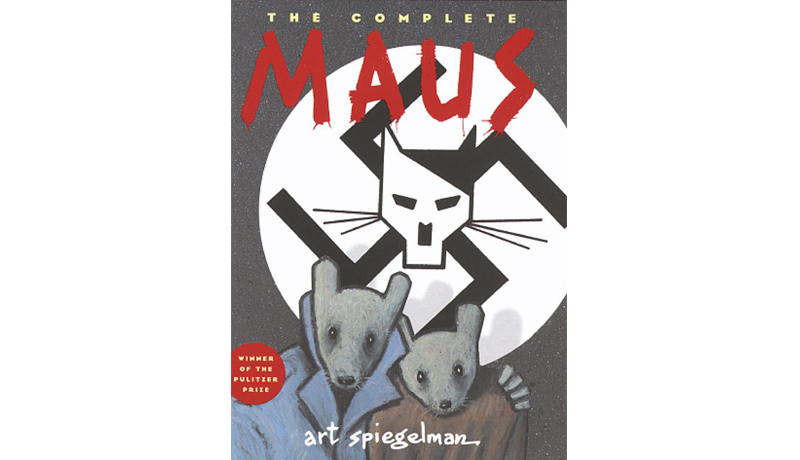 THE COMPLETE
MAUS
WINNER
OF THE
PULITZER
PRIZE
art spiegelman